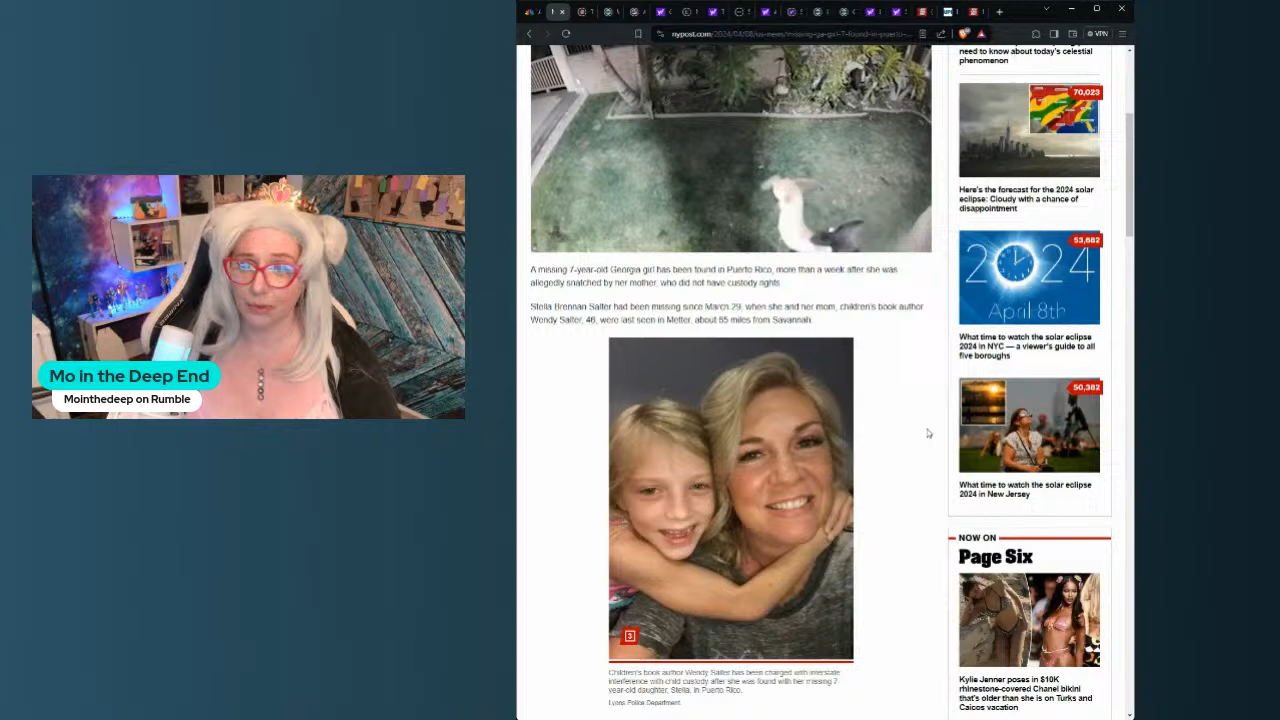 Mo in the Deep End
Mointhedeep on Rumble
VPN
A missing 7-year-old Georgia girl has been found in Puerto Rico, more than a week after she was
allegedly snatched by her mother, who did not have custody rights
Stella Brennan Salter had been missing since March 29, when she and her mom, children's book author
Wendy Salter, 46, were last seen in Metter, about 65 miles from Savannah.
3
Children's book author Wendy Salter has been charged with interstate
interference with child custody after she was found with her missing 7-
year-old daughter, Stella, in Puerto Rico.
Lyons Police Department
need to know about today's celestial
phenomenon
70,023
Here's the forecast for the 2024 solar
eclipse: Cloudy with a chance of
disappointment
53,682
2024
April 8th
What time to watch the solar eclipse
2024 in NYC — a viewer's guide to all
five boroughs
50,382
What time to watch the solar eclipse
2024 in New Jersey
NOW ON
Page Six
Kylie Jenner poses in $10K
rhinestone-covered Chanel bikini
that's older than she is on Turks and
Caicos vacation